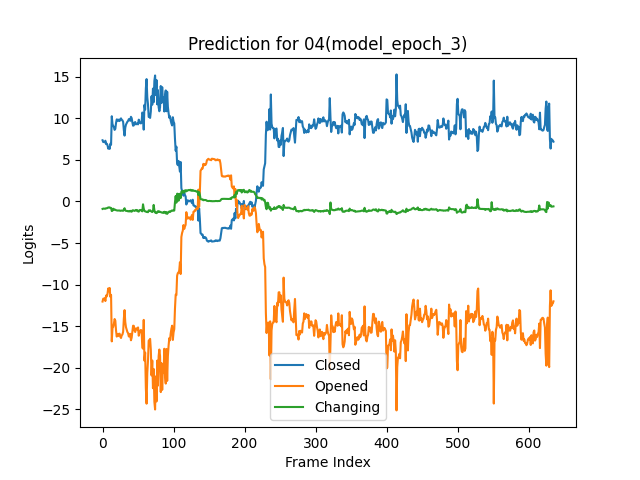 Prediction for 04(model_epoch_3)
15
10
5
0
−5
−10
−15
−20
−25
Logits
0
100
200
300
400
500
600
Frame Index
Closed
Opened
Changing